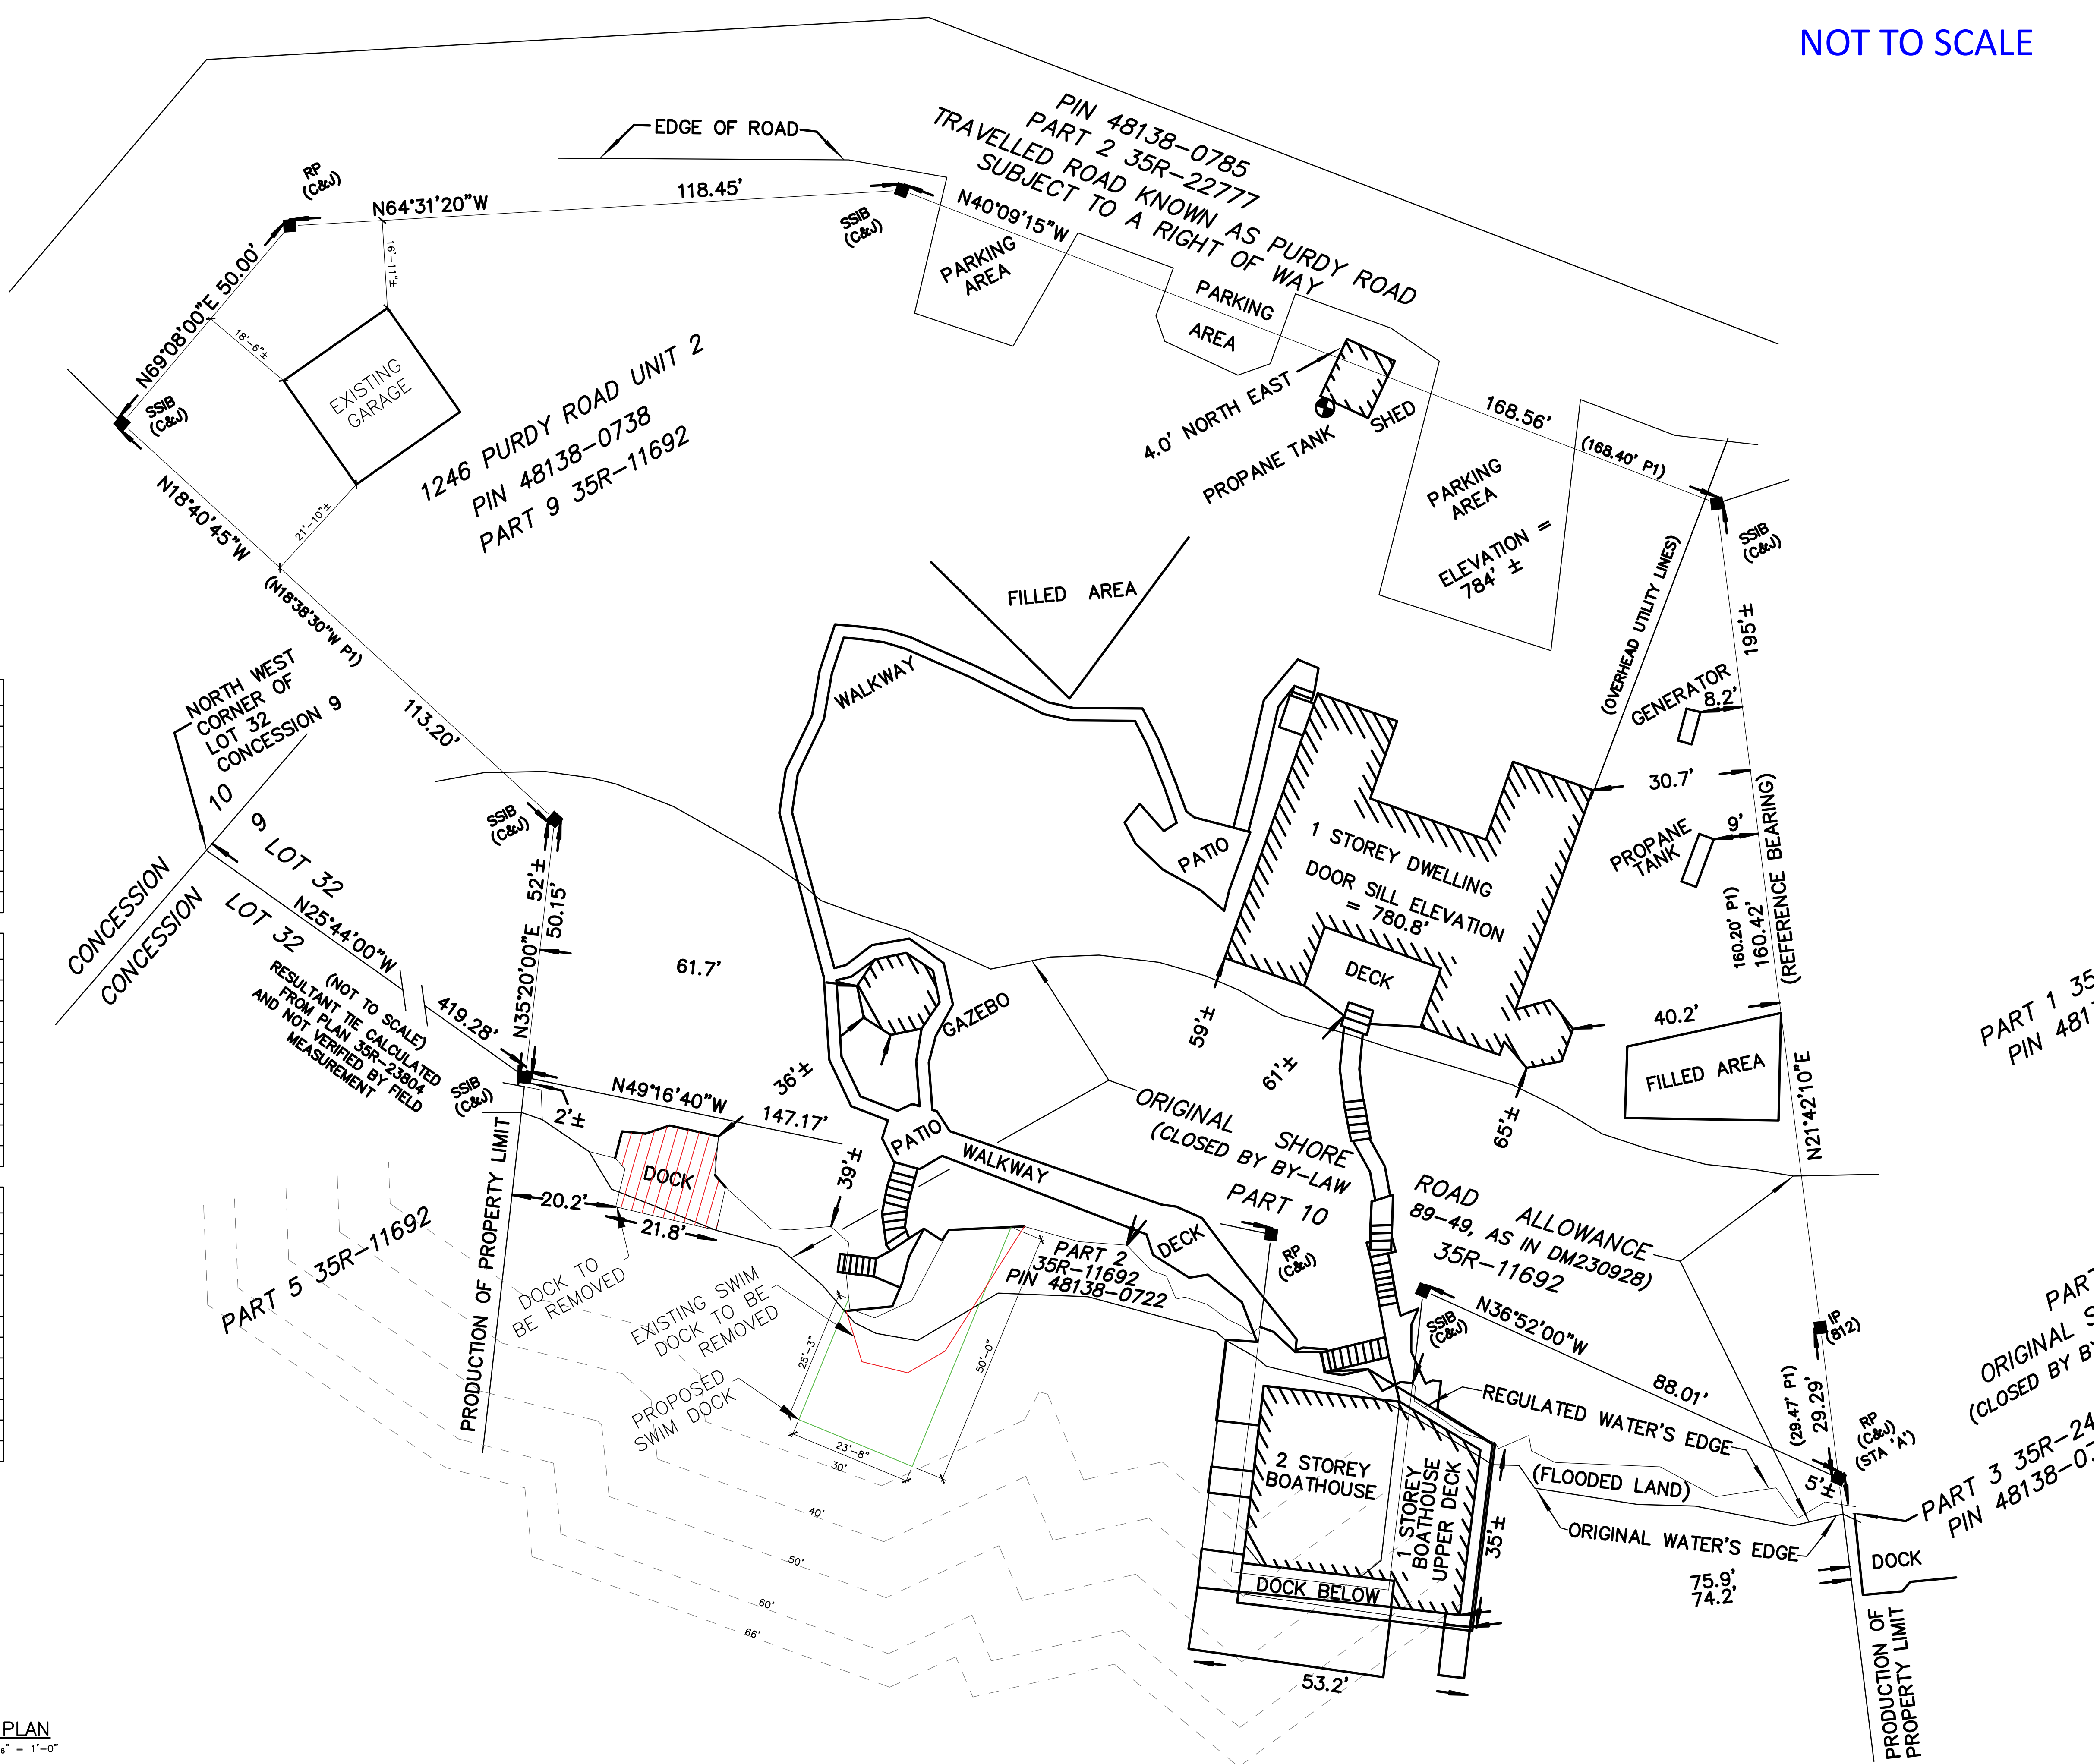 NOT TO SCALE
PIN 48138-0785
PART 2 35R-22777
TRAVELLED ROAD KNOWN AS PURDY ROAD
SUBJECT TO A RIGHT OF WAY
EDGE OF ROAD
RP
(C&J)
N64°31'20"W
118.45'
SSIB
(C&J)
N40°09'15"W
PARKING
AREA
PARKING
AREA
16'-11"±
N69°08'00"E 50.00'
18'-6"±
EXISTING
GARAGE
SSIB
(C&J)
21'-10"±
N18°40'45"W
(N18°38'30"W P1)
113.20'
1246 PURDY ROAD UNIT 2
PIN 48138-0738
PART 9 35R-11692
4.0' NORTH EAST
PROPANE TANK
SHED
168.56'
(168.40' P1)
PARKING
AREA
ELEVATION =
784' ±
SSIB
(C&J)
(OVERHEAD UTILITY LINES)
195'±
FILLED AREA
WALKWAY
GENERATOR
8.2'
30.7'
PROPANE
TANK
9'
160.20' P1)
160.42'
(REFERENCE BEARING)
NORTH WEST
CORNER OF
LOT 32
CONCESSION 9
10
9
CONCESSION
CONCESSION
LOT 32
LOT 32
N25°44'00"W
419.28'
(NOT TO SCALE)
RESULTANT TIE CALCULATED
FROM PLAN 35R-23804
AND NOT VERIFIED BY FIELD
MEASUREMENT
SSIB
(C&J)
N35°20'00"E
52'±
50.15'
61.7'
PATIO
1 STOREY DWELLING
DOOR SILL ELEVATION
= 780.8'
DECK
GAZEBO
59'±
61'±
65'±
40.2'
FILLED AREA
N21°42'10"E
PART 1 35
PIN 481
SSIB
(C&J)
2'±
N49°16'40"W
147.17'
36'±
39'±
PATIO
WALKWAY
ORIGINAL SHORE
(CLOSED BY BY-LAW
PART 10
ROAD ALLOWANCE
89-49, AS IN DM230928)
35R-11692
DOCK
20.2'
21.8'
PRODUCTION OF PROPERTY LIMIT
PART 5 35R-11692
DOCK TO
BE REMOVED
EXISTING SWIM
DOCK TO BE
REMOVED
PROPOSED
SWIM DOCK
25'-3"
50'-0"
23'-8"
30'
40'
50'
60'
66'
PART 2
35R-11692
PIN 48138-0722
DECK
RP
(C&J)
SSIB
(C&J)
N36°52'00"W
88.01'
IP
(812)
(29.47' P1)
29.29'
RP
(C&J)
(STA 'A')
5'±
REGULATED WATER'S EDGE
(FLOODED LAND)
ORIGINAL WATER'S EDGE
2 STOREY
BOATHOUSE
1 STOREY
BOATHOUSE
UPPER DECK
35'±
DOCK BELOW
53.2'
75.9'
74.2'
DOCK
PRODUCTION OF
PROPERTY LIMIT
PAR
ORIGINAL S
(CLOSED BY B
PART 3 35R-24
PIN 48138-0
PLAN
" = 1'-0"